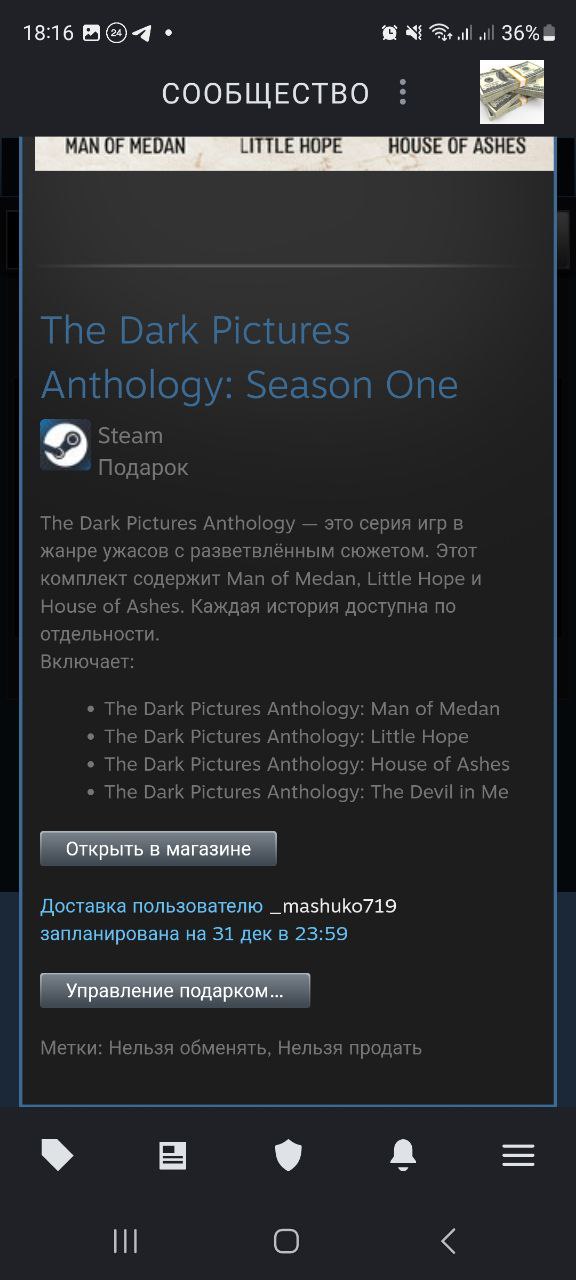 18:16 24 36%
СООБЩЕСТВО
MAN OF MEDAN LITTLE HOPE HOUSE OF ASHES
The Dark Pictures
Anthology: Season One
Steam
Подарок
The Dark Pictures Anthology — это серия игр в
жанре ужасов с разветвлённым сюжетом. Этот
комплект содержит Man of Medan, Little Hope и
House of Ashes. Каждая история доступна по
отдельности.
Включает:
• The Dark Pictures Anthology: Man of Medan
• The Dark Pictures Anthology: Little Hope
• The Dark Pictures Anthology: House of Ashes
• The Dark Pictures Anthology: The Devil in Me
Открыть в магазине
Доставка пользователю _mashuko719
запланирована на 31 дек в 23:59
Управление подарком...
Метки: Нельзя обменять, Нельзя продать